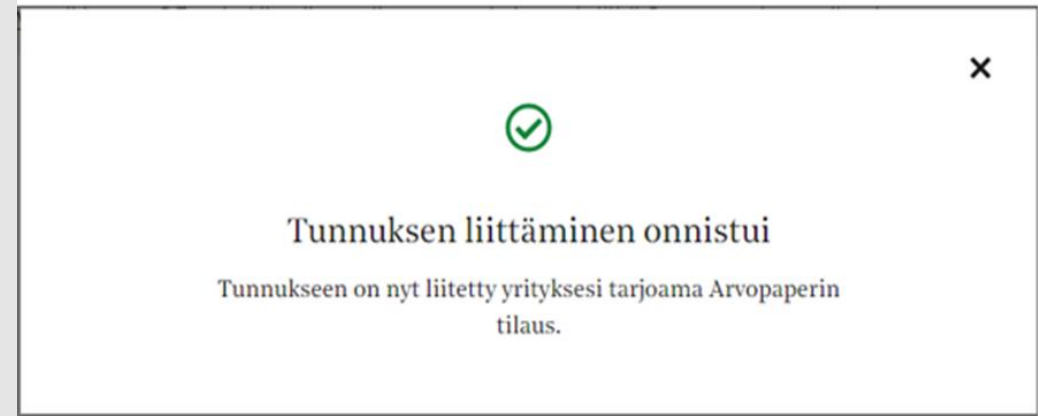 Tunnuksen liittäminen onnistui
Tunnukseen on nyt liitetty yrityksesi tarjoama Arvopaperin
tilaus.